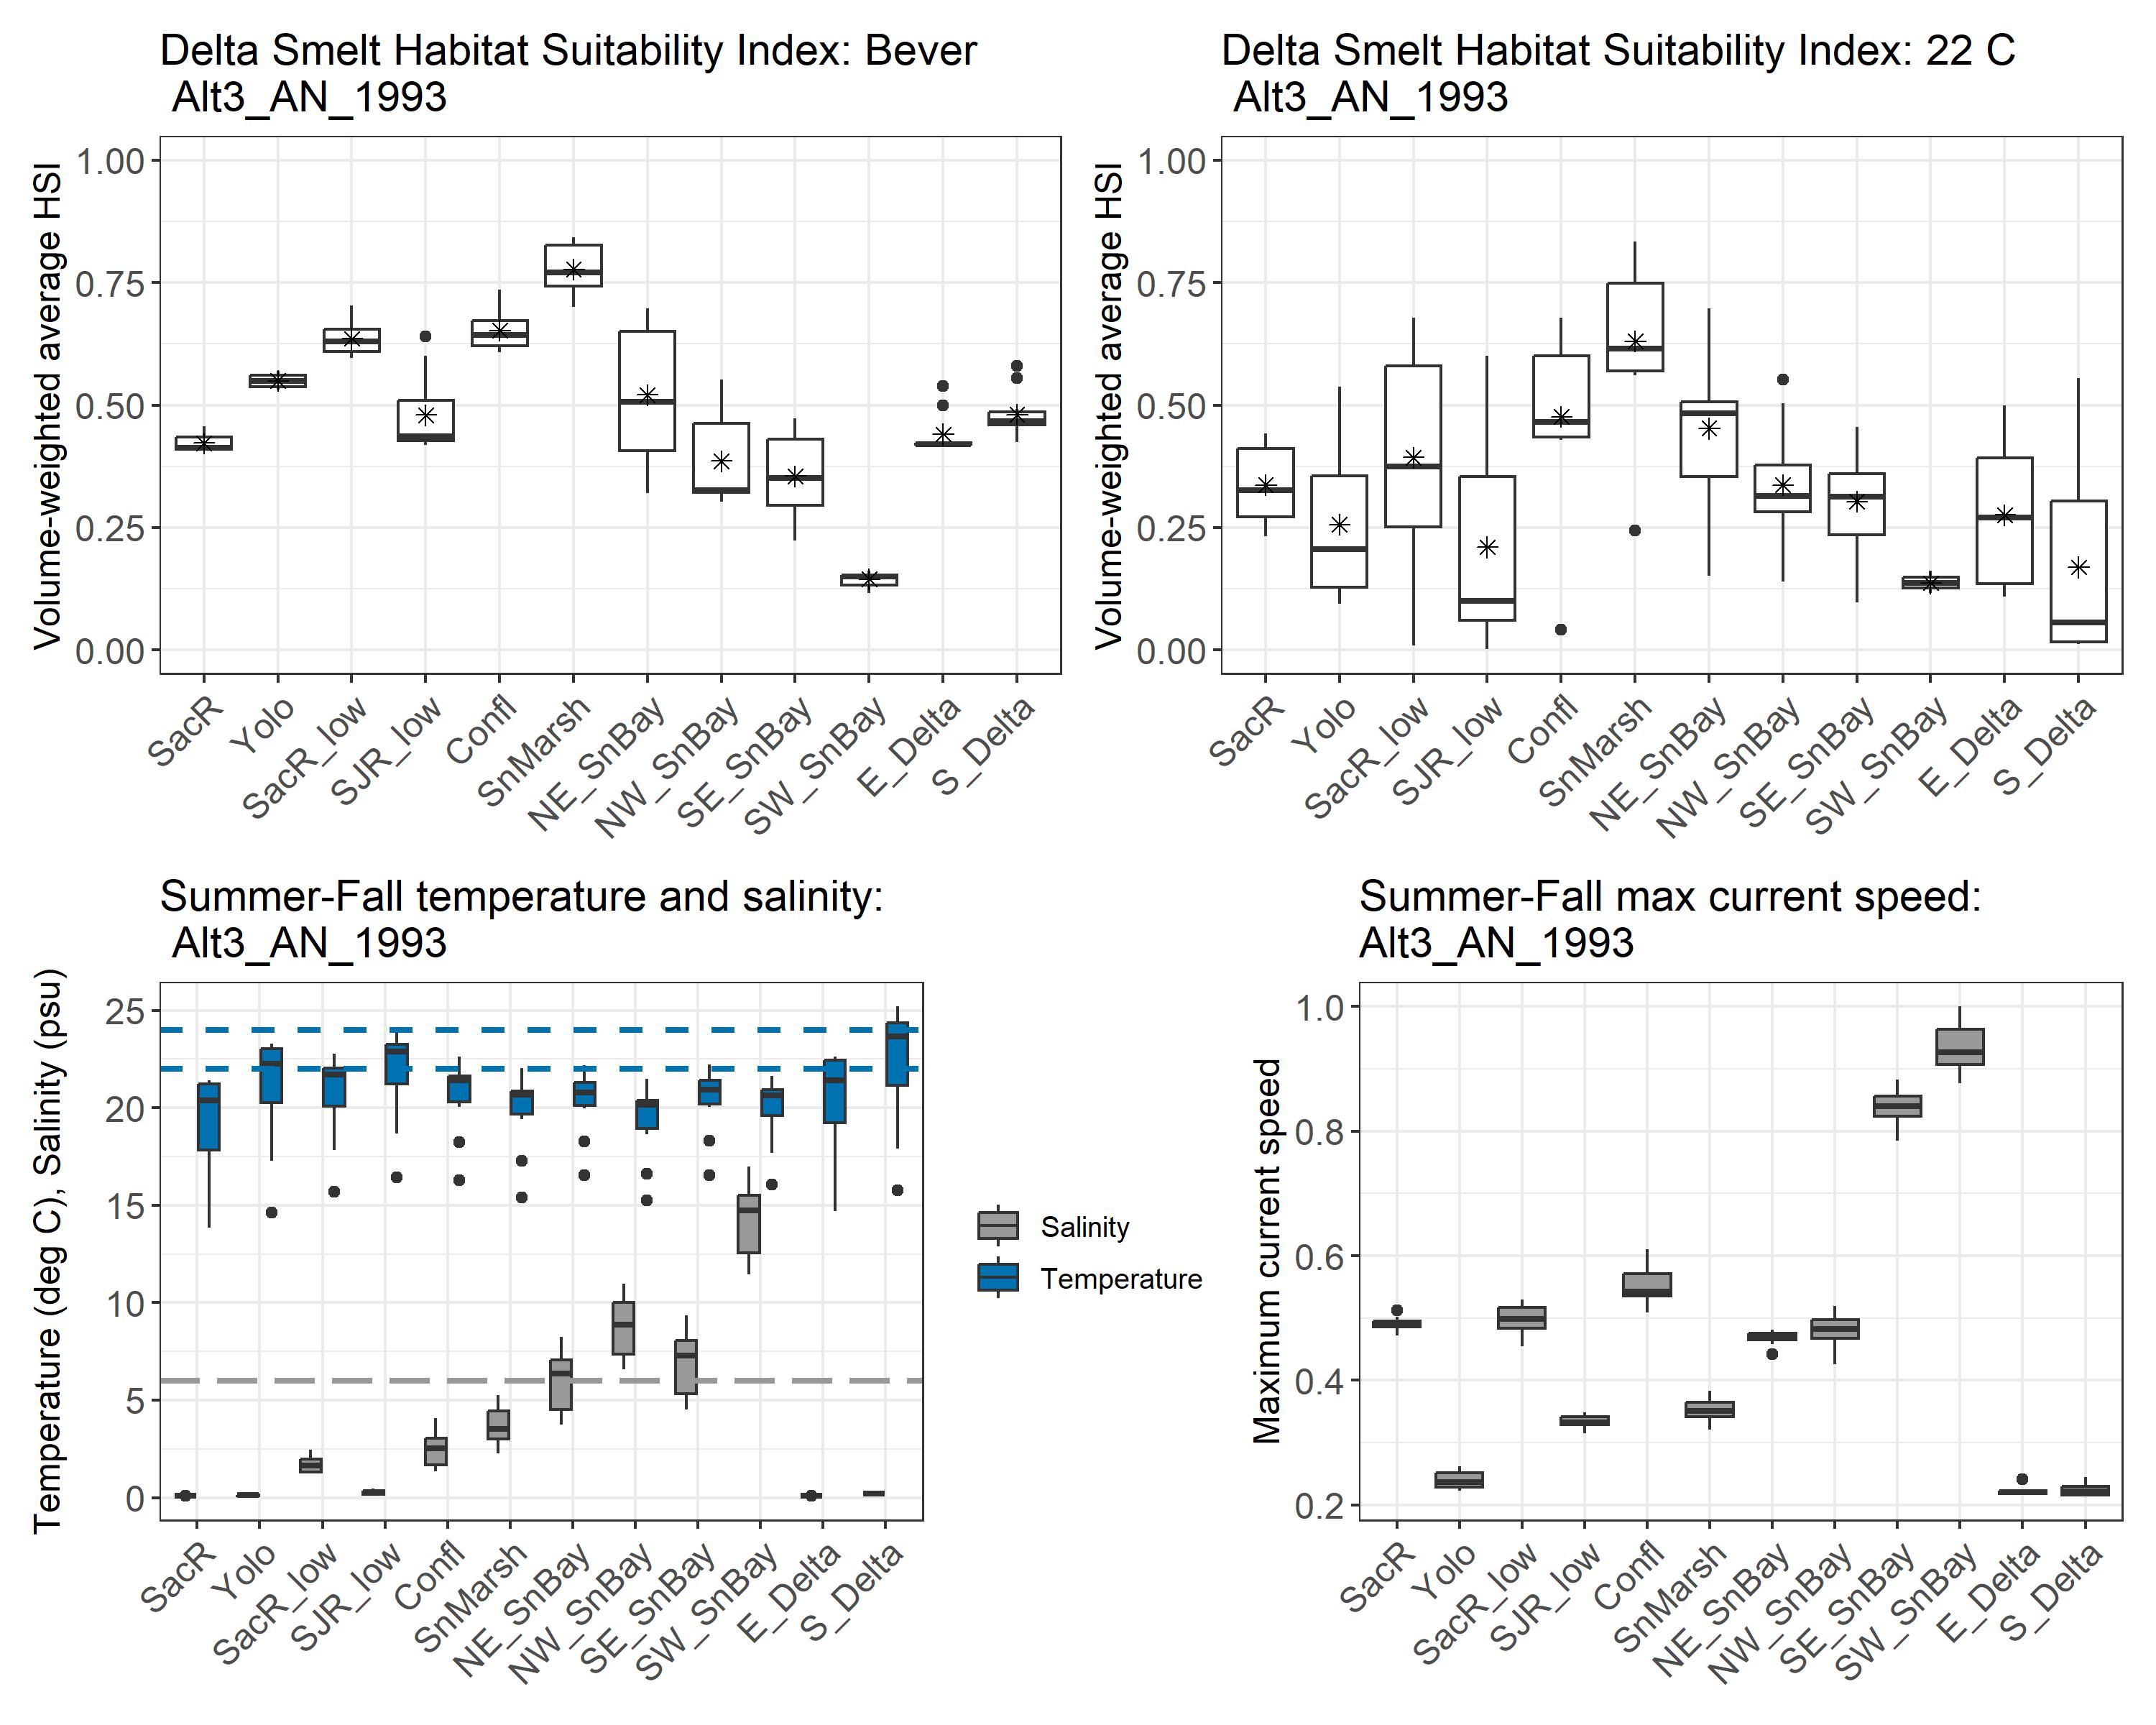 Delta Smelt Habitat Suitability Index: Bever
Alt3_AN_1993
Volume-weighted average HSI
1.00
0.75
0.50
0.25
0.00
SacR
Yolo
SacR_low
SJR_low
Confl
SnMarsh
NE_SnBay
NW_SnBay
SE_SnBay
SW_SnBay
E_Delta
S_Delta
Delta Smelt Habitat Suitability Index: 22 C
Alt3_AN_1993
Volume-weighted average HSI
1.00
0.75
0.50
0.25
0.00
SacR
Yolo
SacR_low
SJR_low
Confl
SnMarsh
NE_SnBay
NW_SnBay
SE_SnBay
SW_SnBay
E_Delta
S_Delta
Summer-Fall temperature and salinity:
Alt3_AN_1993
Temperature (deg C), Salinity (psu)
25
20
15
10
5
0
SacR
Yolo
SacR_low
SJR_low
Confl
SnMarsh
NE_SnBay
NW_SnBay
SE_SnBay
SW_SnBay
E_Delta
S_Delta
Salinity
Temperature
Summer-Fall max current speed:
Alt3_AN_1993
Maximum current speed
1.0
0.8
0.6
0.4
0.2
SacR
Yolo
SacR_low
SJR_low
Confl
SnMarsh
NE_SnBay
NW_SnBay
SE_SnBay
SW_SnBay
E_Delta
S_Delta